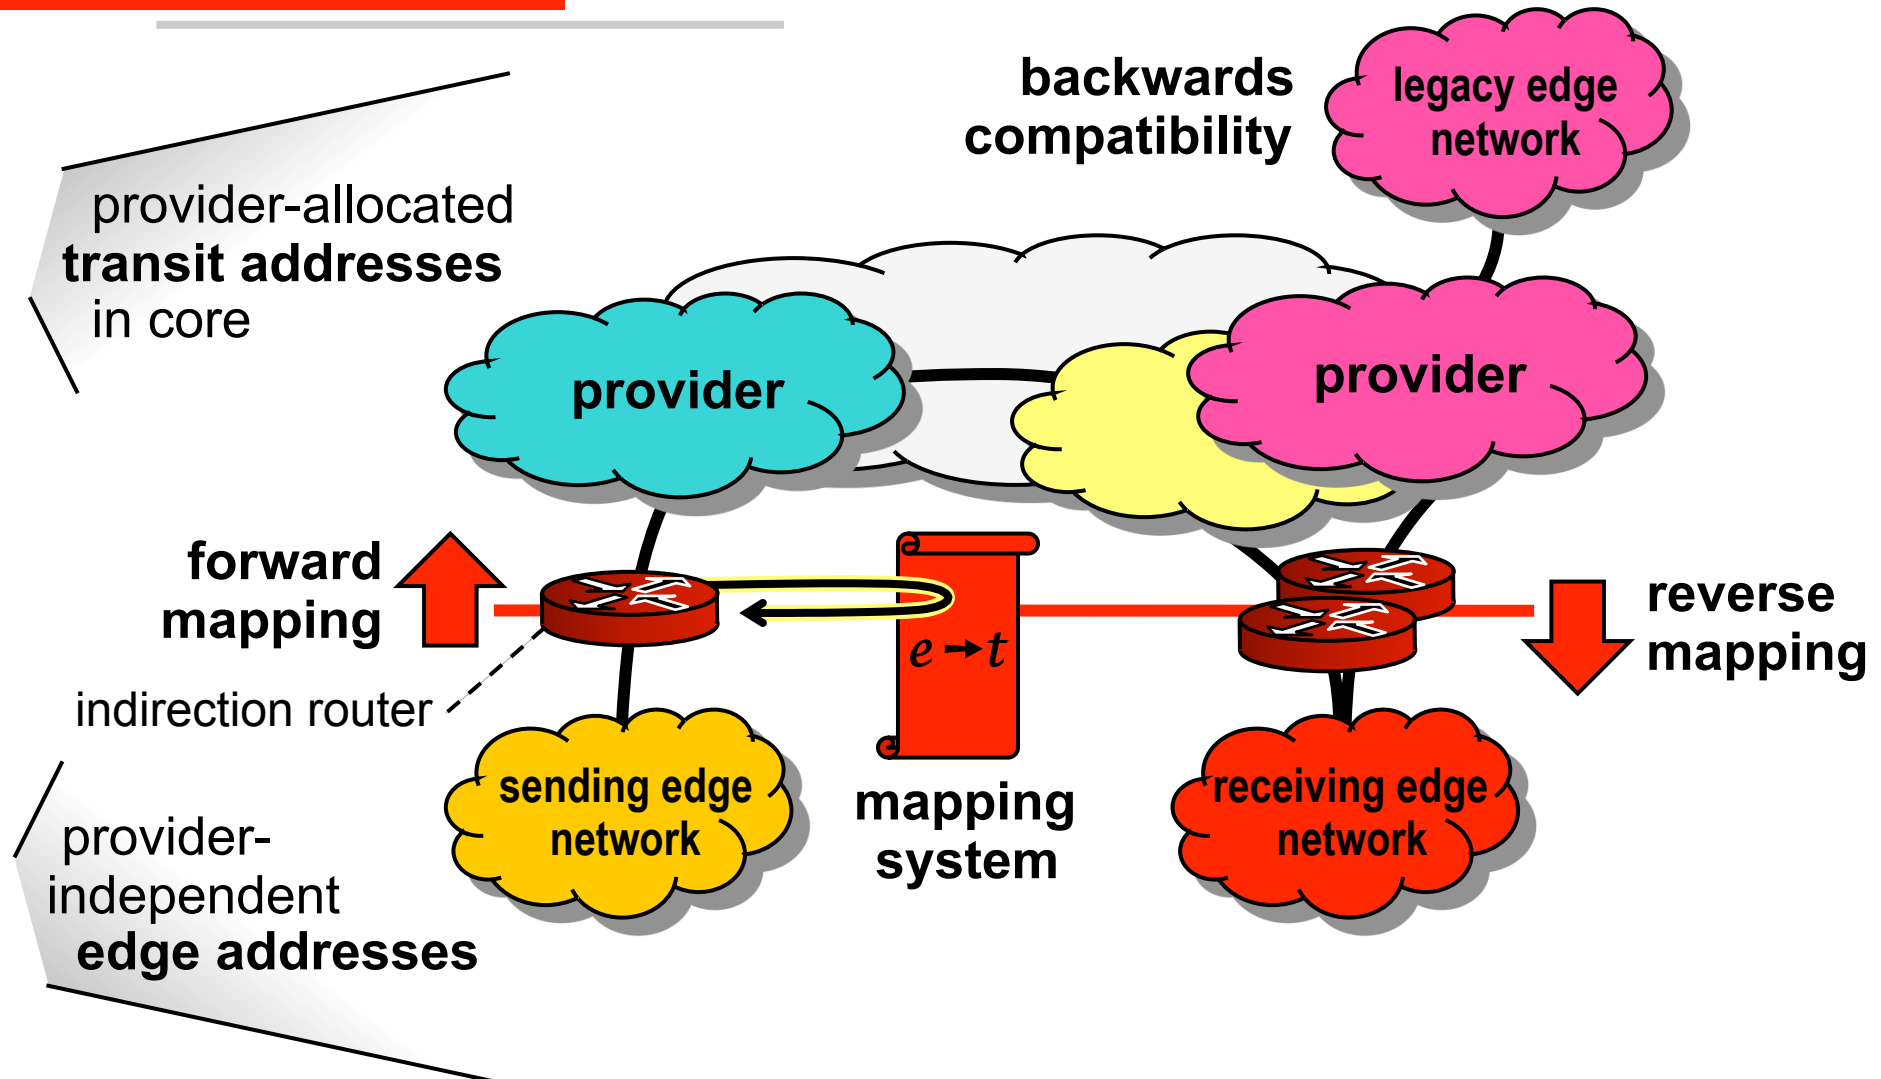 backwards
compatibility
legacy edge
network
provider-allocated
transit addresses
in core
provider
provider
forward
mapping
reverse
mapping
e→t
indirection router
sending edge
network
mapping
system
receiving edge
network
provider-
independent
edge addresses